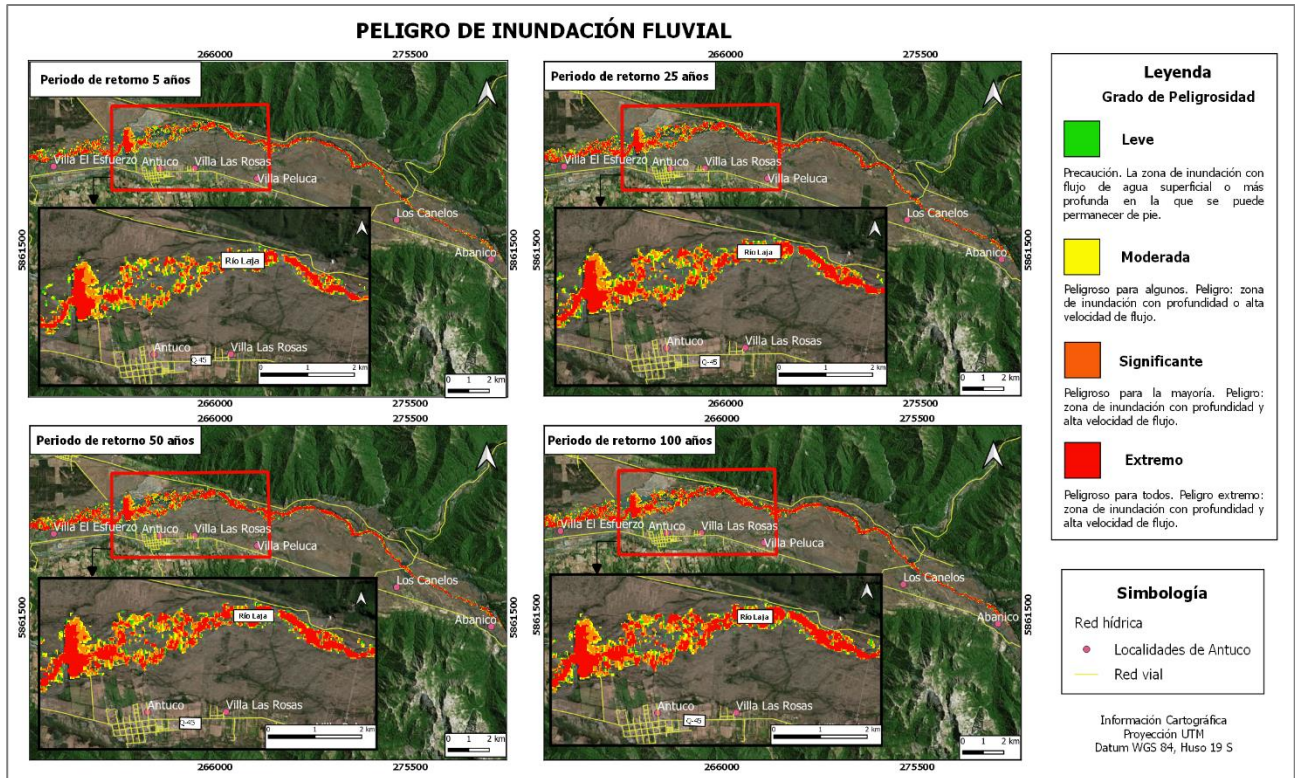 PELIGRO DE INUNDACIÓN FLUVIAL
266000
275500
Periodo de retorno 5 años
Villa El Esfuerzo
Antuco
Villa Las Rosas
Villa Peluca
Los Canelos
Abanico
5861500
5861500
Río Laja
Antuco
Villa Las Rosas
Q-45
0 1 2 km
0 1 2 km
266000
275500
266000
275500
Periodo de retorno 25 años
Villa El Esfuerzo
Antuco
Villa Las Rosas
Villa Peluca
Los Canelos
Abanico
5861500
Río Laja
Antuco
Villa Las Rosas
Q-45
0 1 2 km
0 1 2 km
266000
275500
266000
275500
Periodo de retorno 50 años
Villa El Esfuerzo
Antuco
Villa Las Rosas
Villa Peluca
Los Canelos
Abanico
5861500
5861500
Río Laja
Antuco
Villa Las Rosas
Q-45
0 1 2 km
0 1 2 km
266000
275500
266000
275500
Periodo de retorno 100 años
Villa El Esfuerzo
Antuco
Villa Las Rosas
Villa Peluca
Los Canelos
Abanico
5861500
Río Laja
Antuco
Villa Las Rosas
Q-45
0 1 2 km
0 1 2 km
266000
275500
Leyenda
Grado de Peligrosidad
Leve
Precaución. La zona de inundación con
flujo de agua superficial o más
profunda en la que se puede
permanecer de pie.
Moderada
Peligroso para algunos. Peligro: zona
de inundación con profundidad o alta
velocidad de flujo.
Significante
Peligroso para la mayoría. Peligro:
zona de inundación con profundidad y
alta velocidad de flujo.
Extremo
Peligroso para todos. Peligro extremo:
zona de inundación con profundidad y
alta velocidad de flujo.
Simbología
Red hídrica
Localidades de Antuco
Red vial
Información Cartográfica
Proyección UTM
Datum WGS 84, Huso 19 S